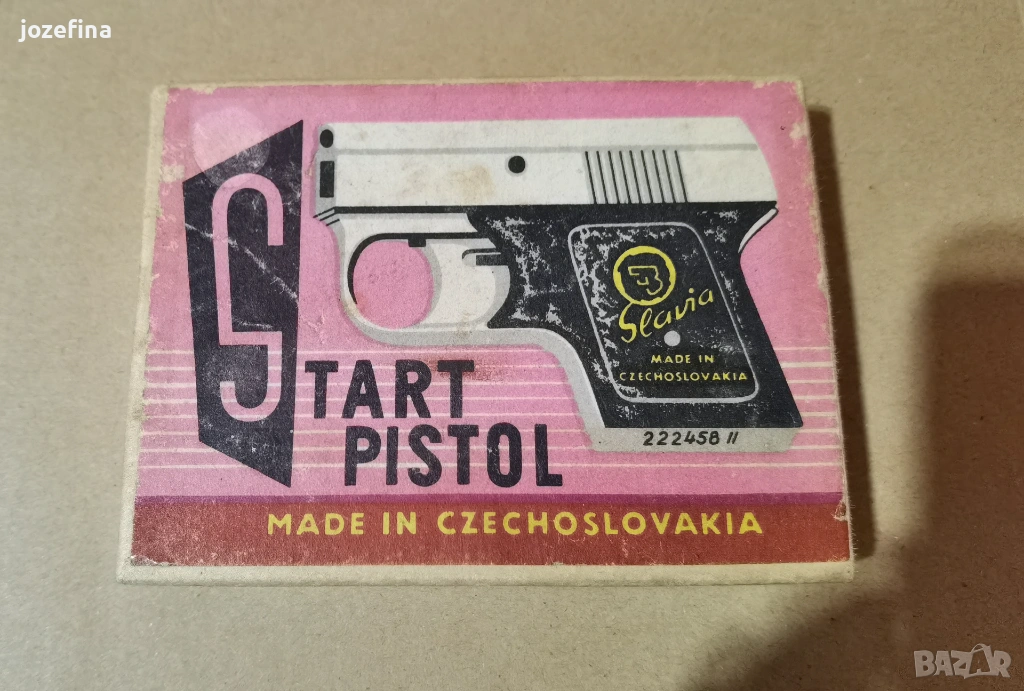 jozefina
START
PISTOL
Slavia
MADE IN
CZECHOSLOVAKIA
222458 II
MADE IN CZECHOSLOVAKIA
BAZAR